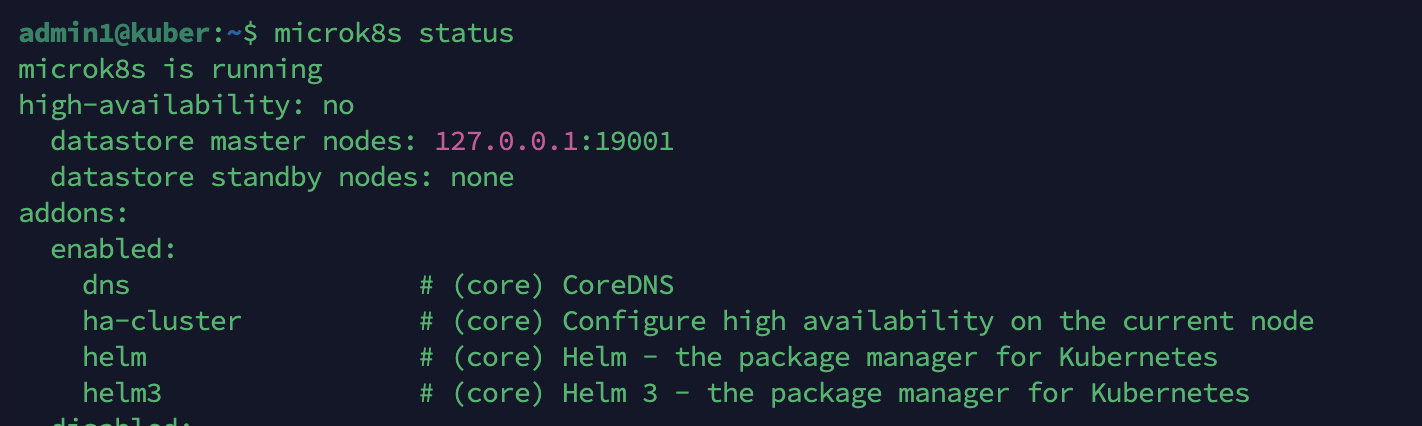 admin1@kuber:~$ microk8s status
microk8s is running
high-availability: no
  datastore master nodes: 127.0.0.1:19001
  datastore standby nodes: none
addons:
  enabled:
    dns                  # (core) CoreDNS
    ha-cluster           # (core) Configure high availability on the current node
    helm                 # (core) Helm - the package manager for Kubernetes
    helm3                # (core) Helm 3 - the package manager for Kubernetes
  disabled: